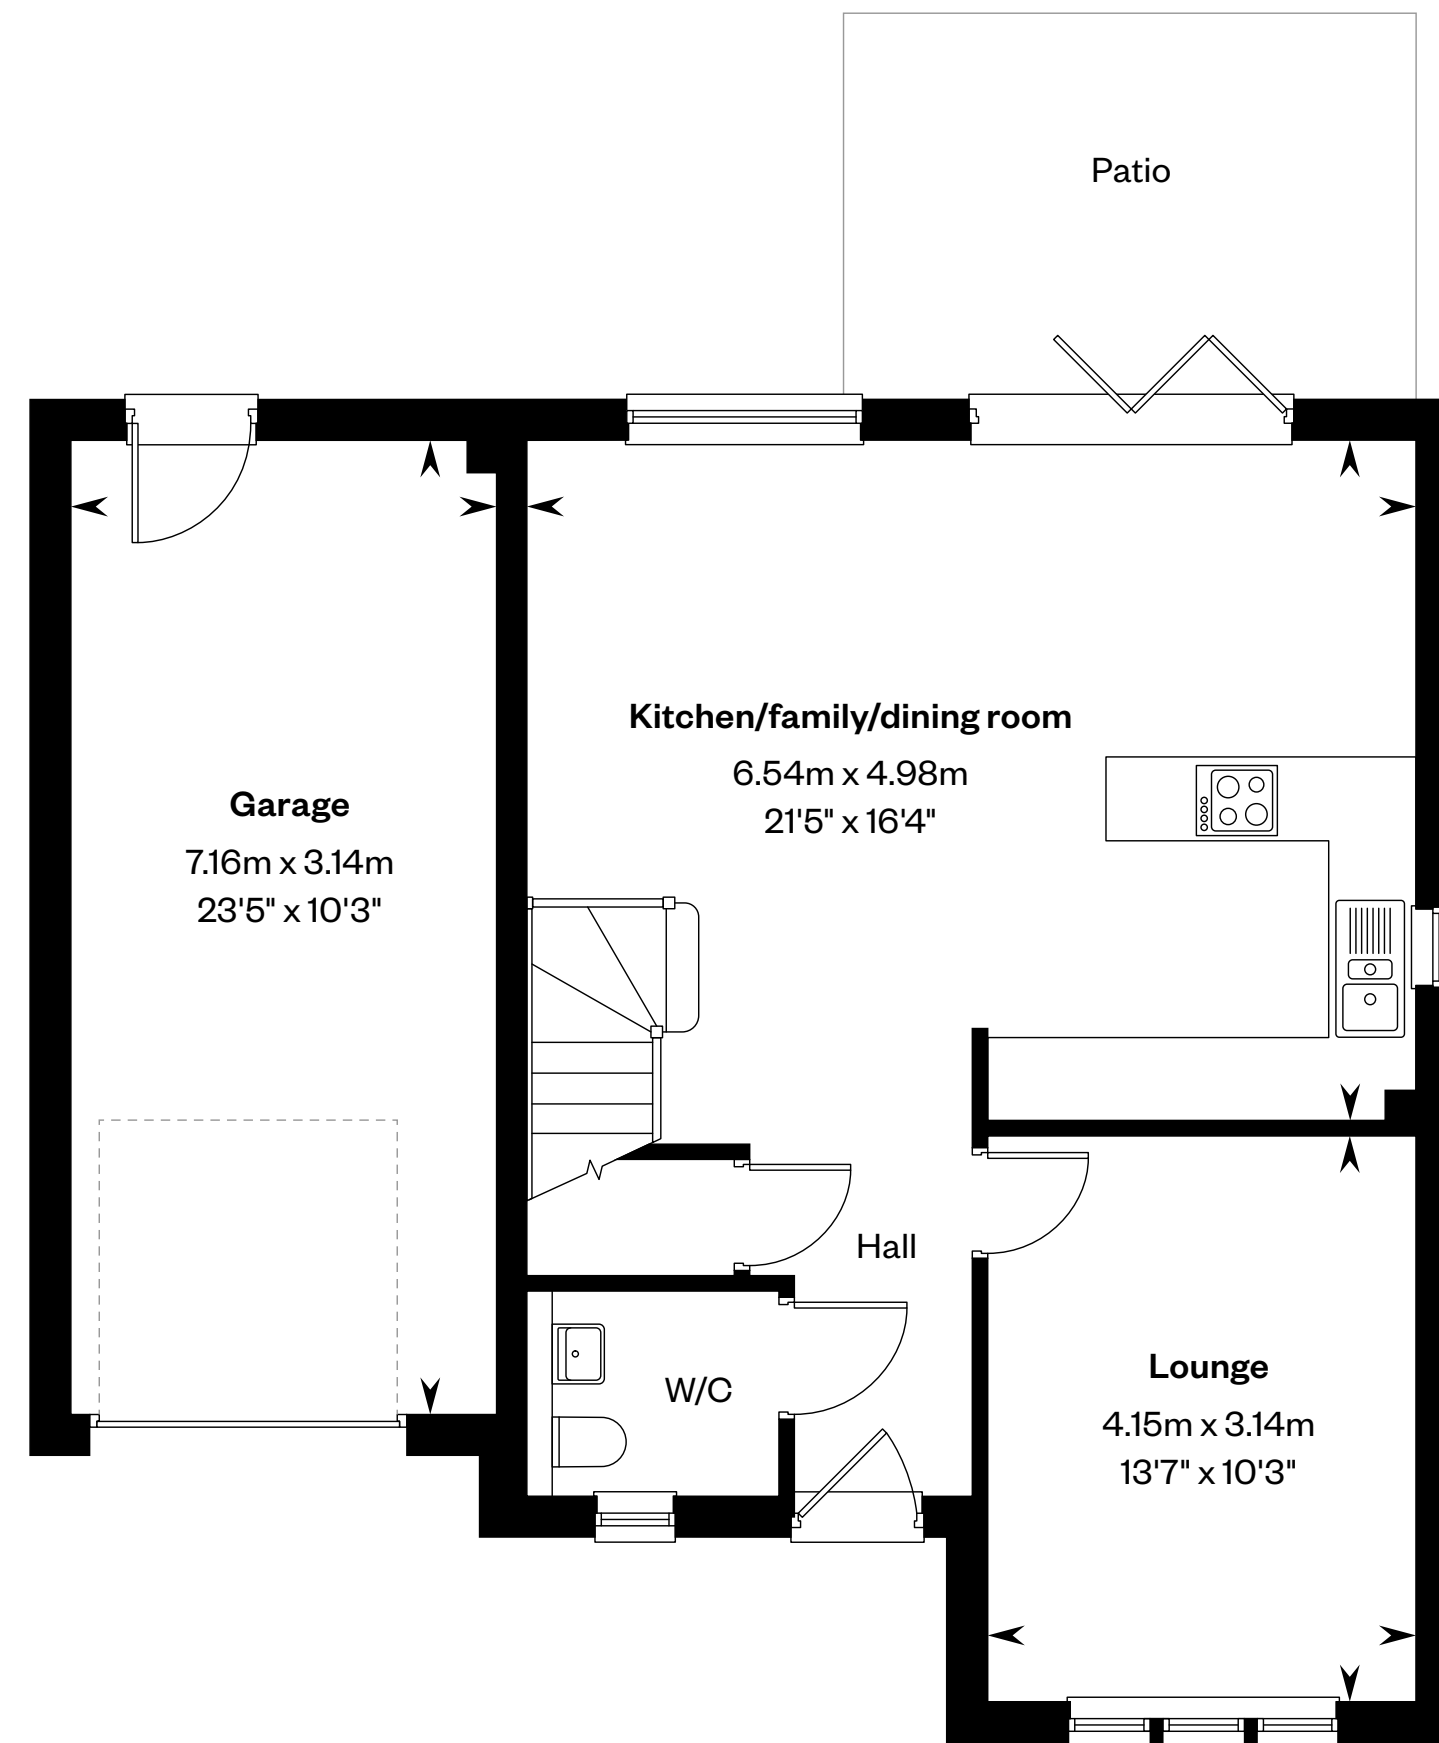 Patio
Kitchen/family/dining room
6.54m x 4.98m
21'5" x 16'4"
Garage
7.16m x 3.14m
23'5" x 10'3"
Hall
Lounge
4.15m x 3.14m
13'7" x 10'3"
W/C